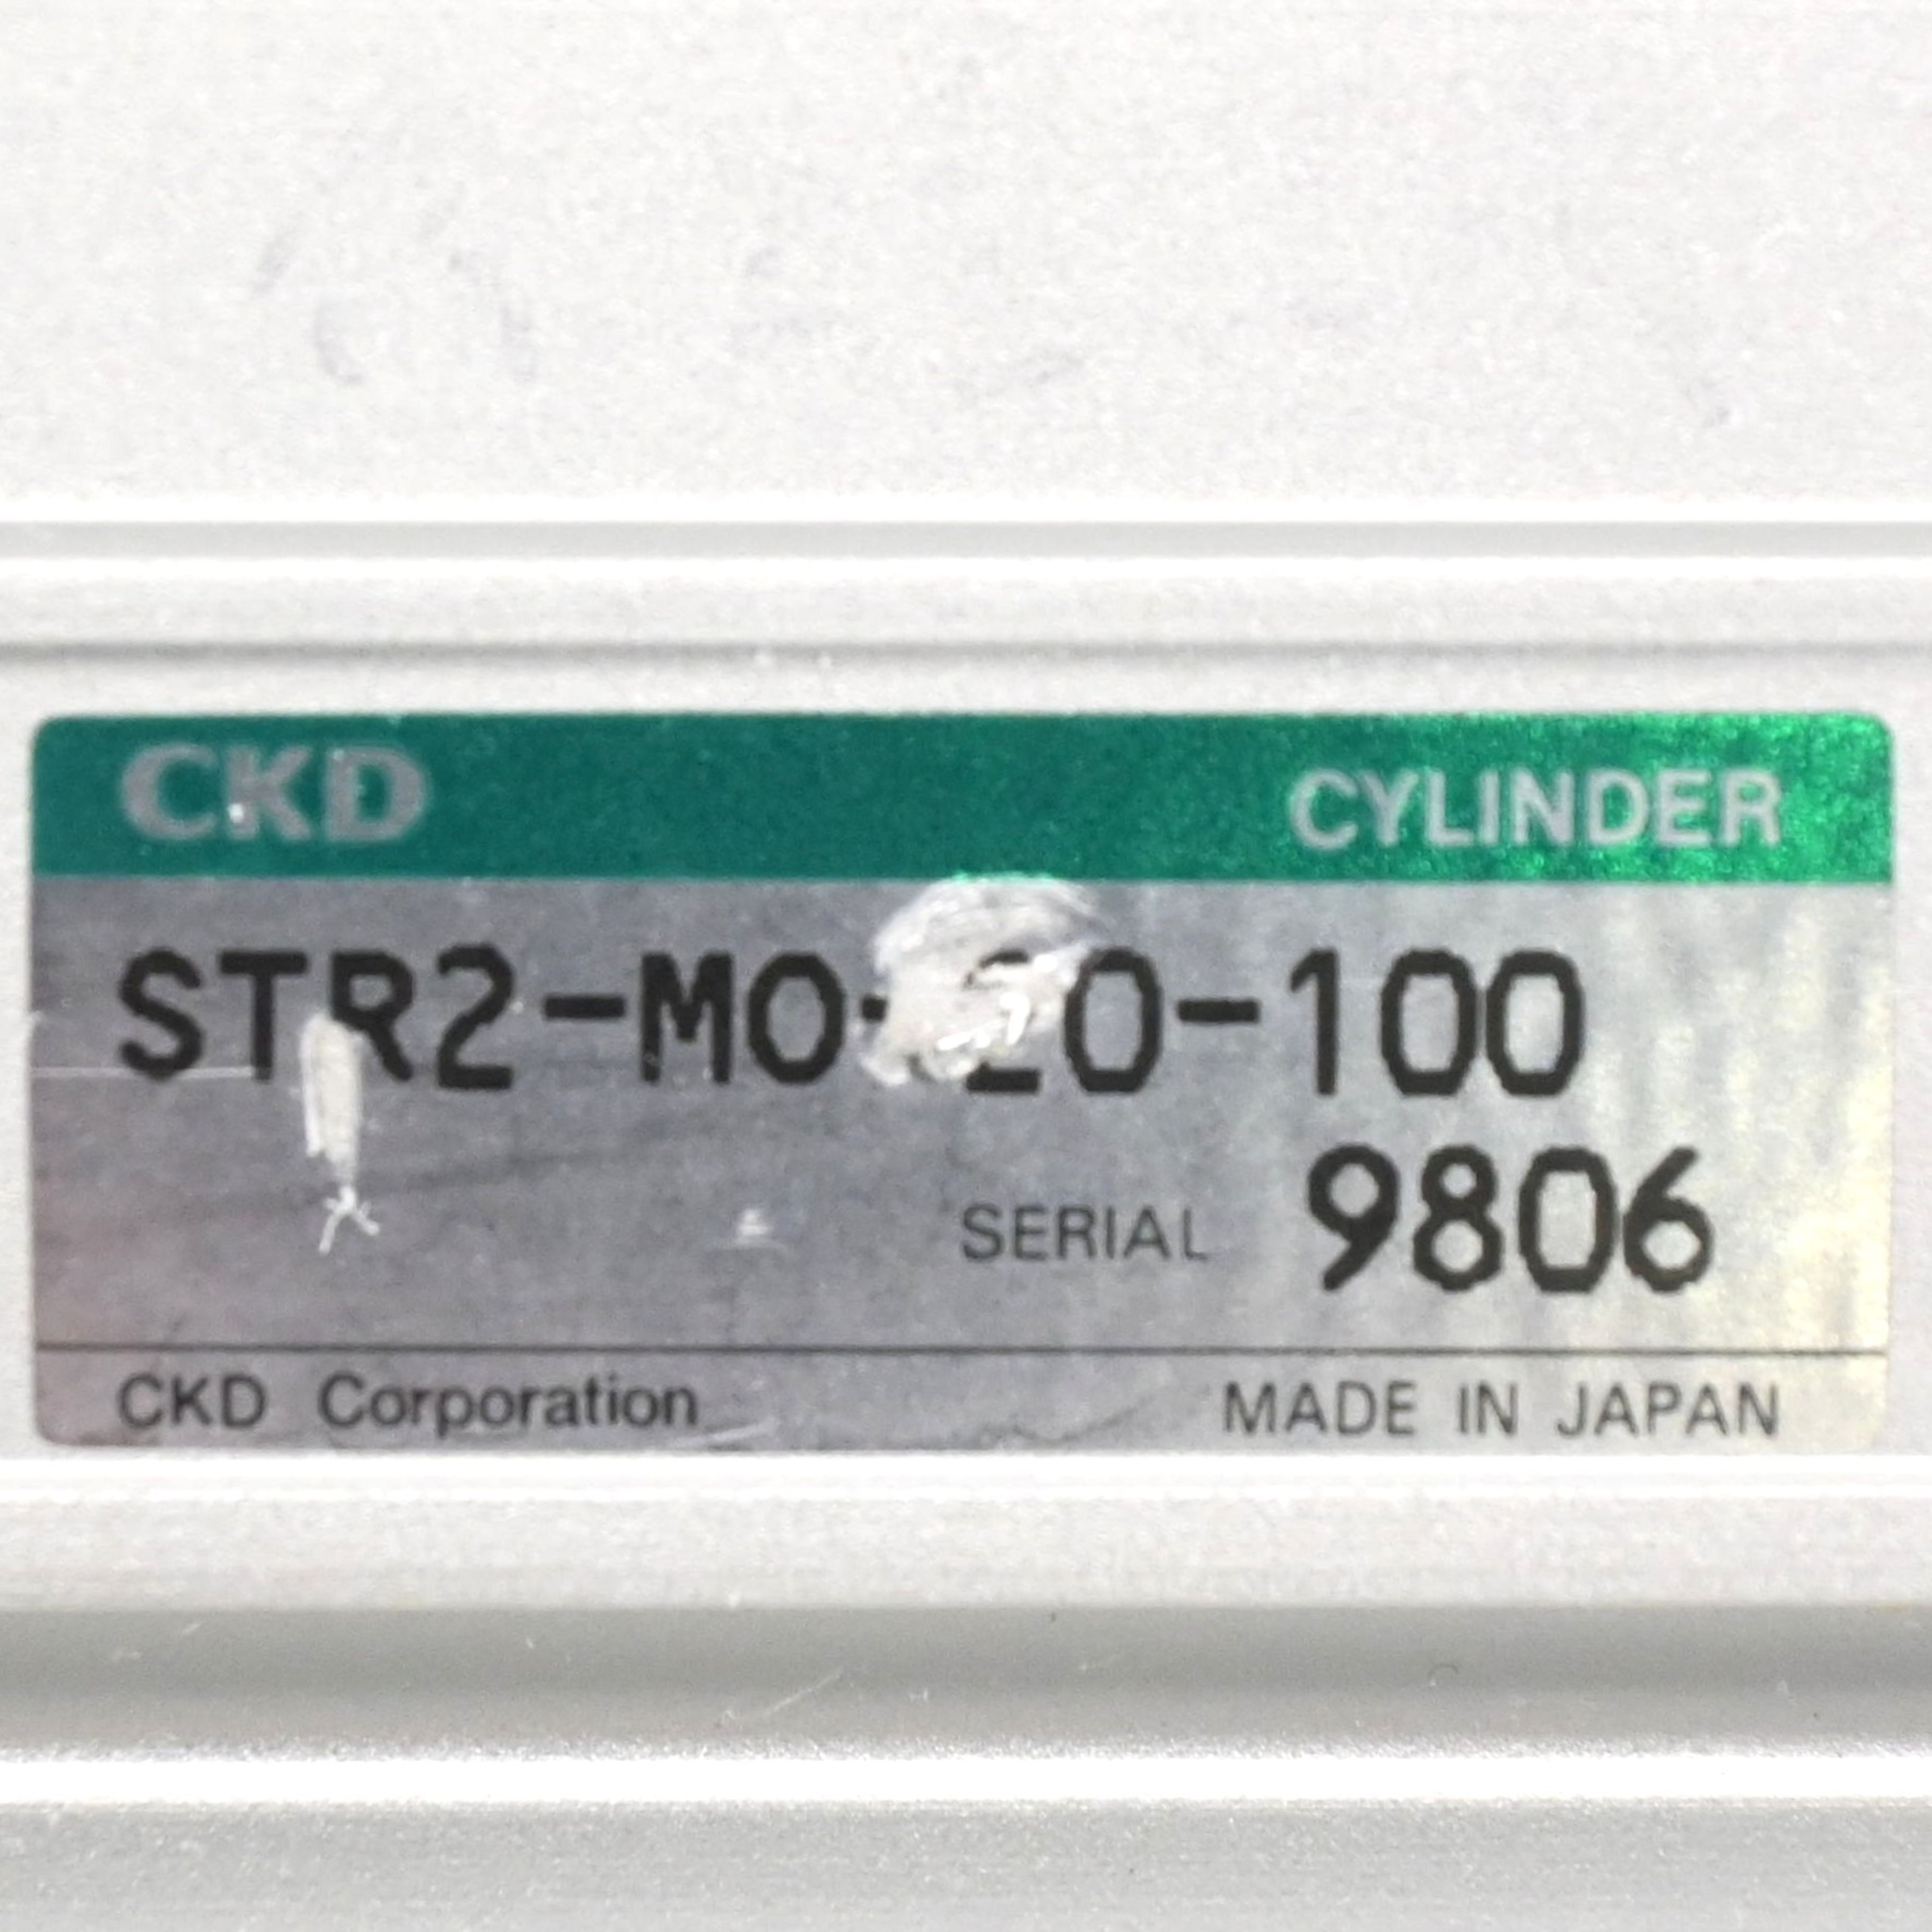 CKD CYLINDER
STR2-MO-20-100
SERIAL 9806
CKD Corporation MADE IN JAPAN